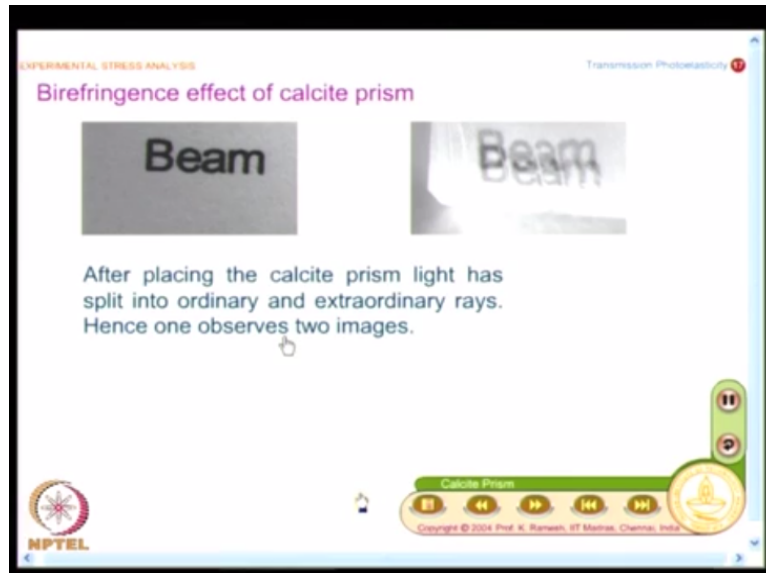 EXPERIMENTAL STRESS ANALYSIS
Transmission Photoelasticity 17
Birefringence effect of calcite prism
Beam
Beam
Beam
After placing the calcite prism light has
split into ordinary and extraordinary rays.
Hence one observes two images.
Calcite Prism
Copyright © 2004 Prof. K. Ramesh, IIT Madras, Chennai, India
NPTEL